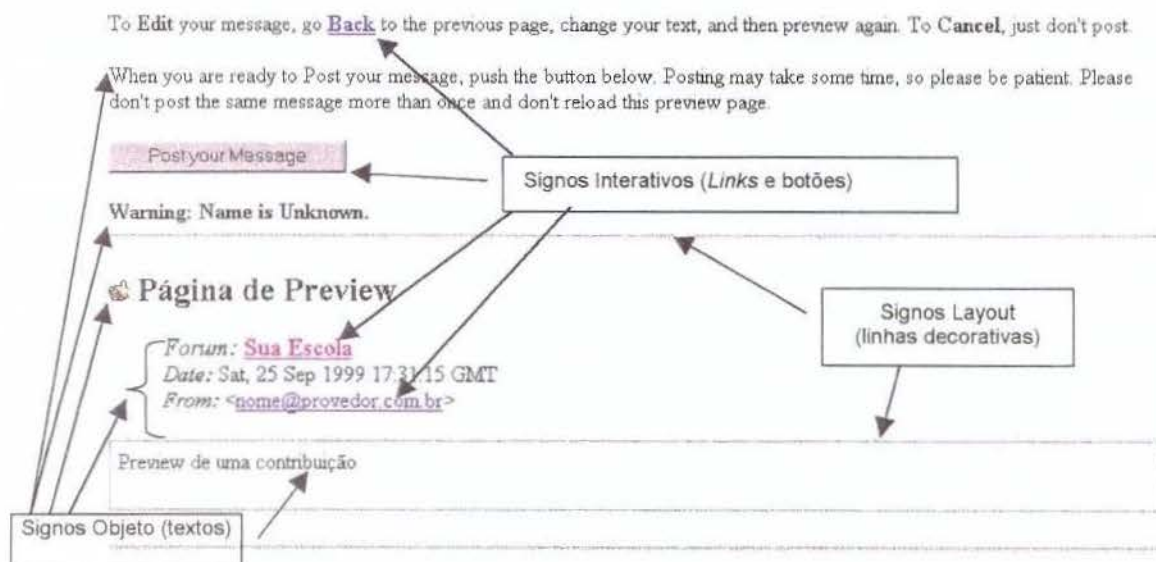 To Edit your message, go Back to the previous page, change your text, and then preview again. To Cancel, just don't post.
When you are ready to Post your message, push the button below. Posting may take some time, so please be patient. Please
don't post the same message more than once and don't reload this preview page.
Post your Message
Signos Interativos (Links e botões)
Warning: Name is Unknown.
Página de Preview
Signos Layout
(linhas decorativas)
Forum: Sua Escola
Date: Sat, 25 Sep 1999 17:31:15 GMT
From: <nome@provedor.com.br>
Preview de uma contribuição
Signos Objeto (textos)